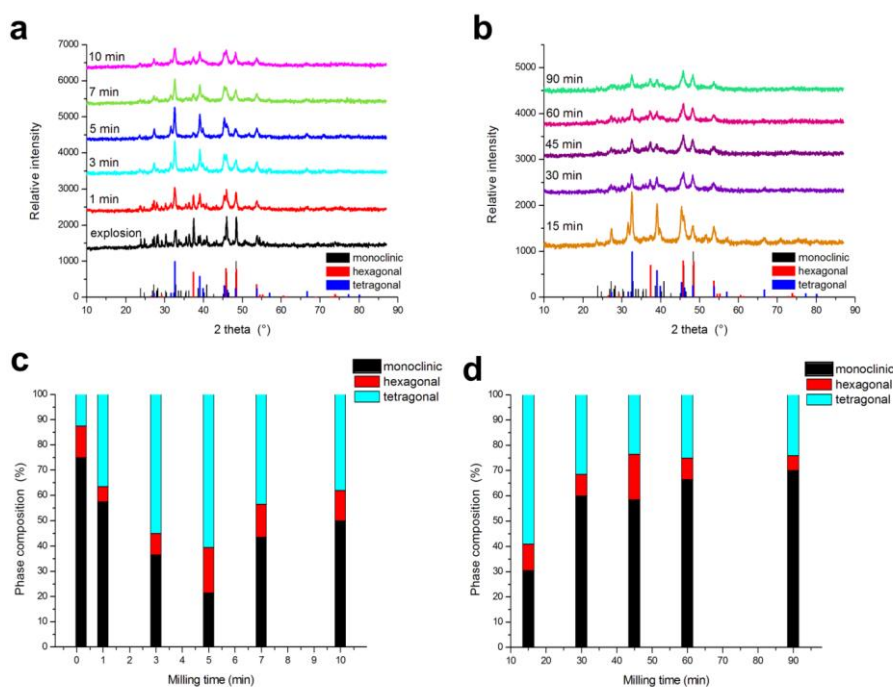 a
7000
6000
5000
4000
3000
2000
1000
0
Relative intensity
10 min
7 min
5 min
3 min
1 min
explosion
monoclinic
hexagonal
tetragonal
10 20 30 40 50 60 70 80 90
2 theta (°)
b
5000
4000
3000
2000
1000
0
Relative intensity
90 min
60 min
45 min
30 min
15 min
monoclinic
hexagonal
tetragonal
10 20 30 40 50 60 70 80 90
2 theta (°)
c
monoclinic
hexagonal
tetragonal
100
90
80
70
60
50
40
30
20
10
0
Phase composition (%)
0 1 2 3 4 5 6 7 8 9 10
Milling time (min)
d
monoclinic
hexagonal
tetragonal
100
90
80
70
60
50
40
30
20
10
0
Phase composition (%)
10 20 30 40 50 60 70 80 90
Milling time (min)